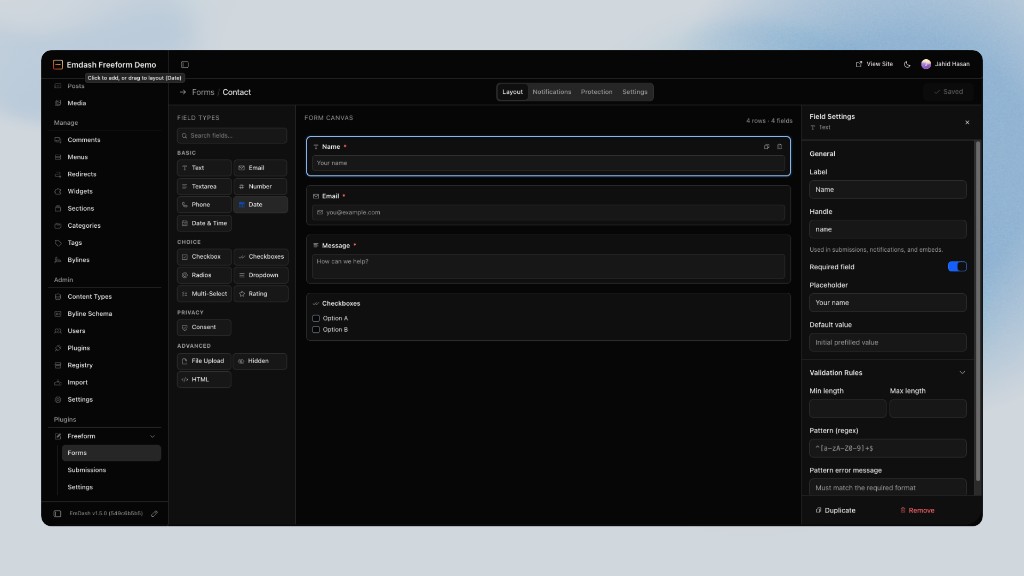 Emdash Freeform Demo
Click to add, or drag to layout (Date)
View Site
Jahid Hasan
Posts
Media
Manage
Comments
Menus
Redirects
Widgets
Sections
Categories
Tags
Bylines
Admin
Content Types
Byline Schema
Users
Plugins
Registry
Import
Settings
Plugins
Freeform
Forms
Submissions
Settings
Forms / Contact
Layout Notifications Protection Settings
Saved
FIELD TYPES
Search fields...
BASIC
Text Email
Textarea Number
Phone Date
Date & Time
CHOICE
Checkbox Checkboxes
Radios Dropdown
Multi-Select Rating
PRIVACY
Consent
ADVANCED
File Upload Hidden
HTML
FORM CANVAS
4 rows · 4 fields
Name *
Your name
Email *
you@example.com
Message *
How can we help?
Checkboxes
Option A
Option B
Field Settings
Text
General
Label
Name
Handle
name
Used in submissions, notifications, and embeds.
Required field
Placeholder
Your name
Default value
Initial prefilled value
Validation Rules
Min length Max length
Pattern (regex)
^[a-zA-Z0-9]+$
Pattern error message
Must match the required format
Duplicate Remove